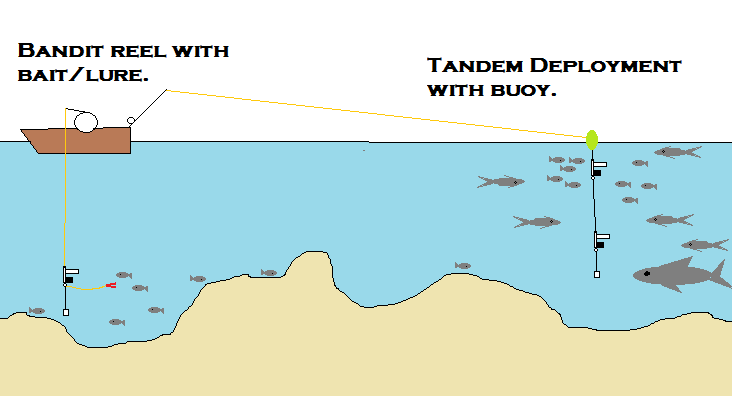 Bandit reel with
bait/lure.
Tandem Deployment
with buoy.